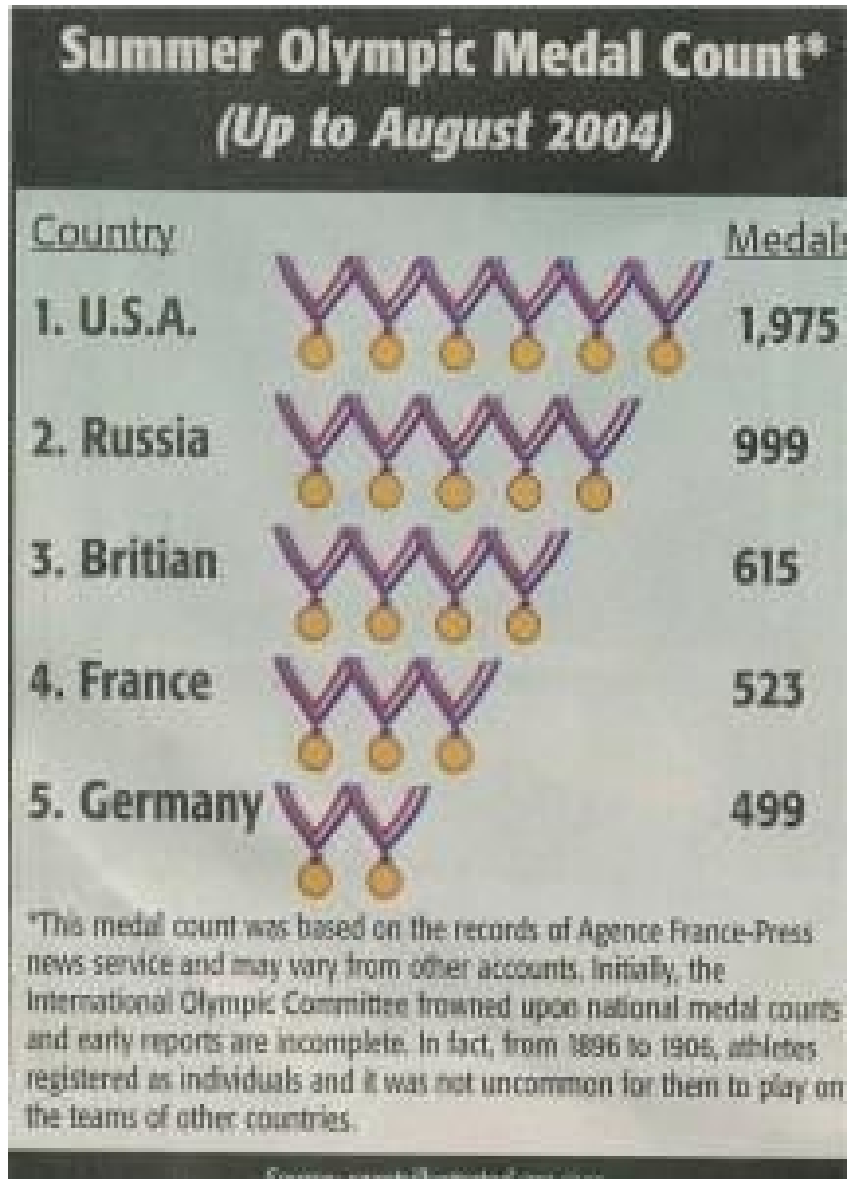 Summer Olympic Medal Count*
(Up to August 2004)
Country Medals
1. U.S.A. 1,975
2. Russia 999
3. Britian 615
4. France 523
5. Germany 499
*This medal count was based on the records of Agence France-Press
news service and may vary from other accounts. Initially, the
International Olympic Committee frowned upon national medal counts
and early reports are incomplete. In fact, from 1896 to 1906, athletes
registered as individuals and it was not uncommon for them to play on
the teams of other countries.